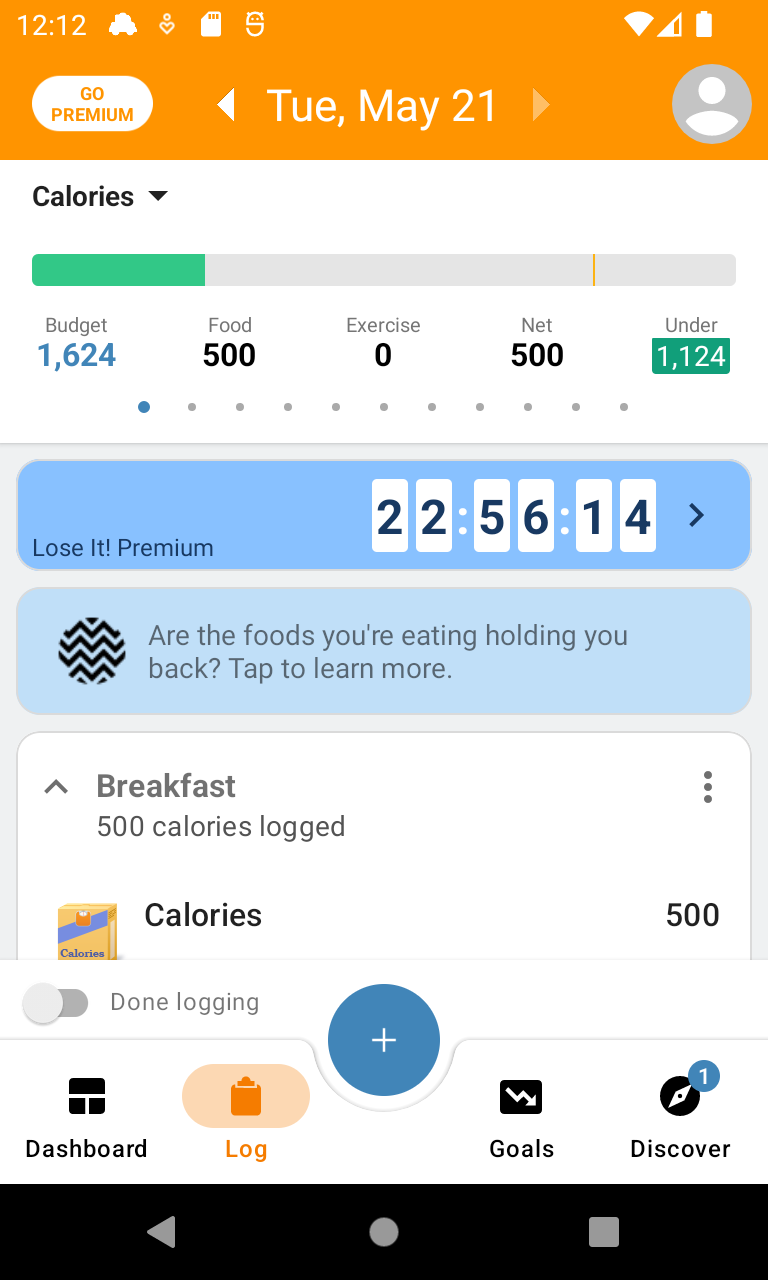 12:12
GO
PREMIUM
Tue, May 21
Calories
Budget
1,624
Food
500
Exercise
0
Net
500
Under
1,124
Lose It! Premium
22:56:14
Are the foods you're eating holding you
back? Tap to learn more.
Breakfast
500 calories logged
Calories
Calories
500
Done logging
+
Dashboard
Log
Goals
1
Discover